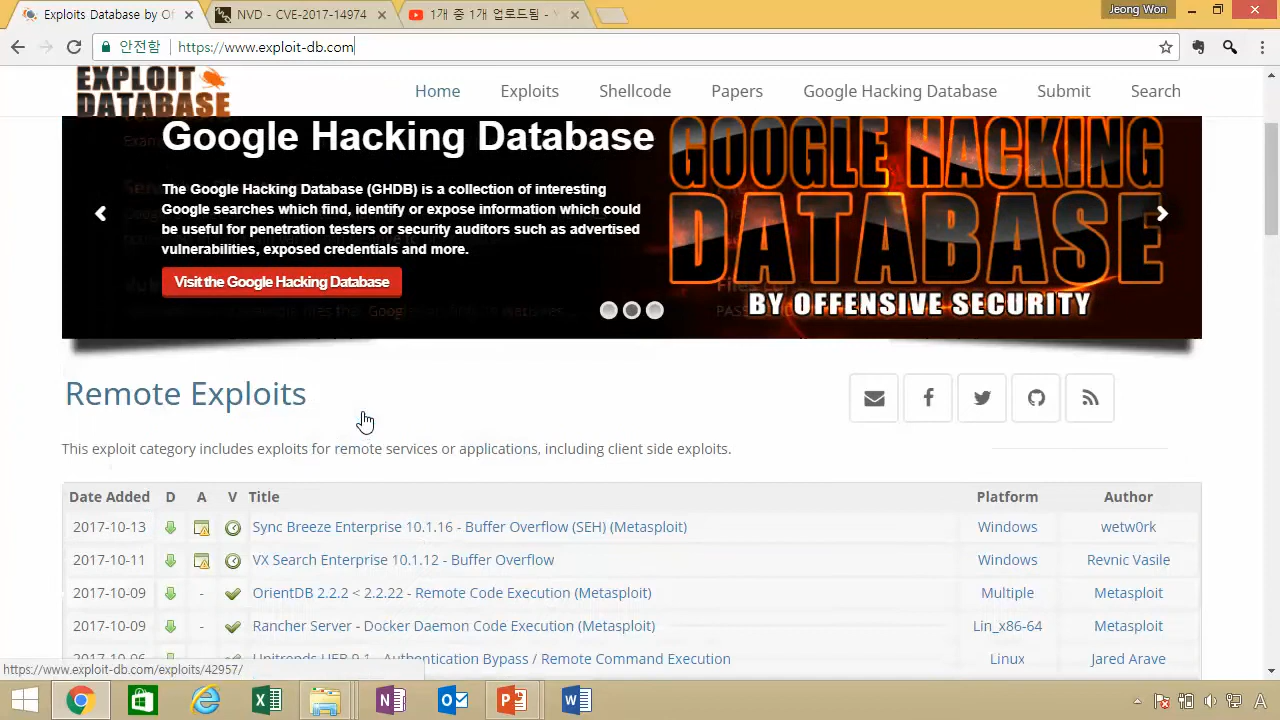 Exploits Database by Of
NVD - CVE-2017-14974
1개 중 1개 업로드됨 - Y
Jeong Won
안전함
https://www.exploit-db.com
EXPLOIT
DATABASE
Home
Exploits
Shellcode
Papers
Google Hacking Database
Submit
Search
Google Hacking Database
The Google Hacking Database (GHDB) is a collection of interesting
Google searches which find, identify or expose information which could
be useful for penetration testers or security auditors such as advertised
vulnerabilities, exposed credentials and more.
Visit the Google Hacking Database
GOOGLE HACKING
DATABASE
BY OFFENSIVE SECURITY
Remote Exploits
This exploit category includes exploits for remote services or applications, including client side exploits.
Date Added D A V Title Platform Author
2017-10-13 Sync Breeze Enterprise 10.1.16 - Buffer Overflow (SEH) (Metasploit) Windows wetw0rk
2017-10-11 VX Search Enterprise 10.1.12 - Buffer Overflow Windows Revnic Vasile
2017-10-09 - OrientDB 2.2.2 < 2.2.22 - Remote Code Execution (Metasploit) Multiple Metasploit
2017-10-09 - Rancher Server - Docker Daemon Code Execution (Metasploit) Lin_x86-64 Metasploit
2017-10-06 Unitrends UEB 9.1 - Authentication Bypass / Remote Command Execution Linux Jared Arave
https://www.exploit-db.com/exploits/42957/
A